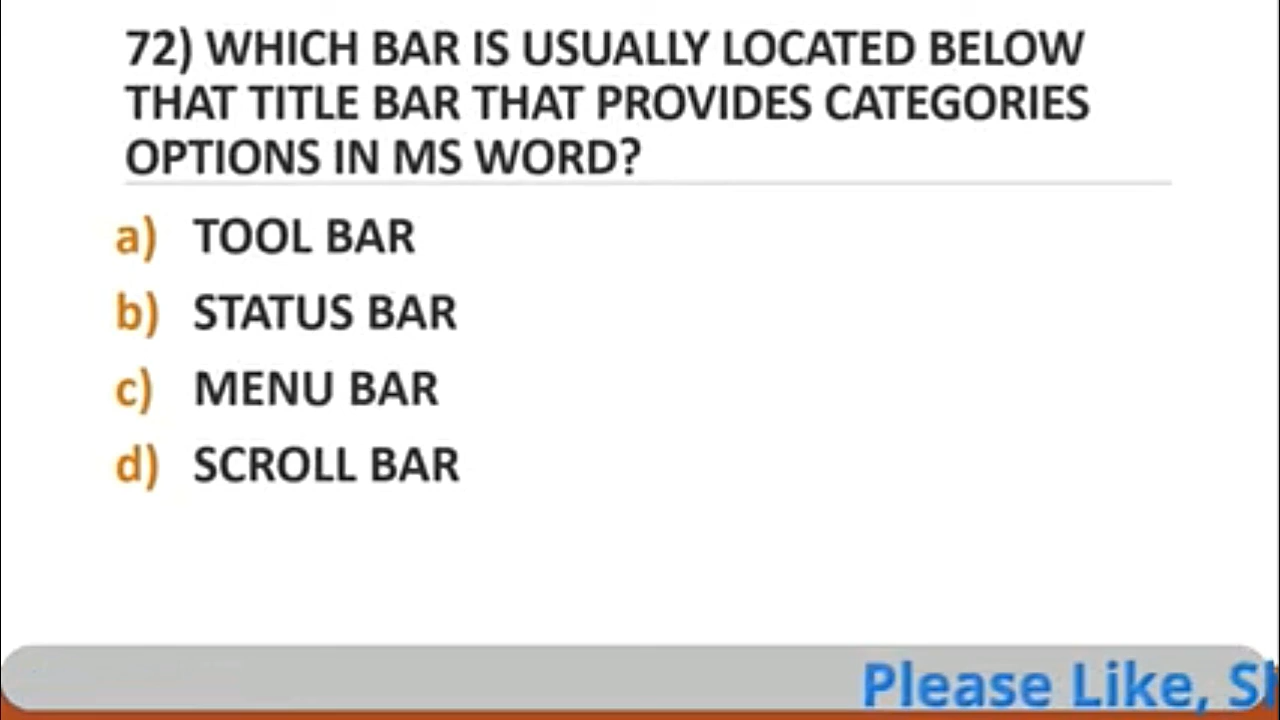 72) WHICH BAR IS USUALLY LOCATED BELOW
THAT TITLE BAR THAT PROVIDES CATEGORIES
OPTIONS IN MS WORD?
a) TOOL BAR
b) STATUS BAR
c) MENU BAR
d) SCROLL BAR
Please Like,